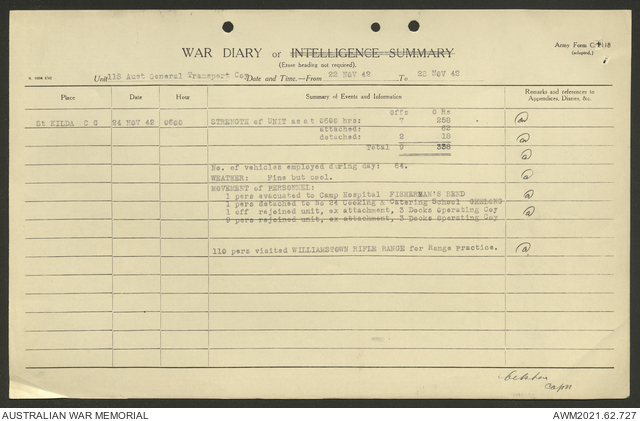 WAR DIARY or INTELLIGENCE SUMMARY
Army Form C 2118
(Erase heading not required).
Unit 118 Aust General Transport Coy Date and Time.—From 22 NOV 42 To 28 NOV 42
Place Date Hour Summary of Events and Information Remarks and references to
Appendices, Diaries, &c.
Offs O Rs
St KILDA C G 24 NOV 42 0600 STRENGTH of UNIT as at 0600 hrs: 7 258
attached: 62
detached: 2 18
Total 9 338
No. of vehicles employed during day: 64.
WEATHER: Fine but cool.
MOVEMENT of PERSONNEL:
1 pers evacuated to Camp Hospital FISHERMAN'S BEND
1 pers detached to No 24 Cooking & Catering School GEELONG
1 off rejoined unit, ex attachment, 3 Docks Operating Coy
pers rejoined unit, ex attachment, 3 Docks Operating Coy
110 pers visited WILLIAMSTOWN RIFLE RANGE for Range Practice.
Capt
AUSTRALIAN WAR MEMORIAL AWM2021.62.727